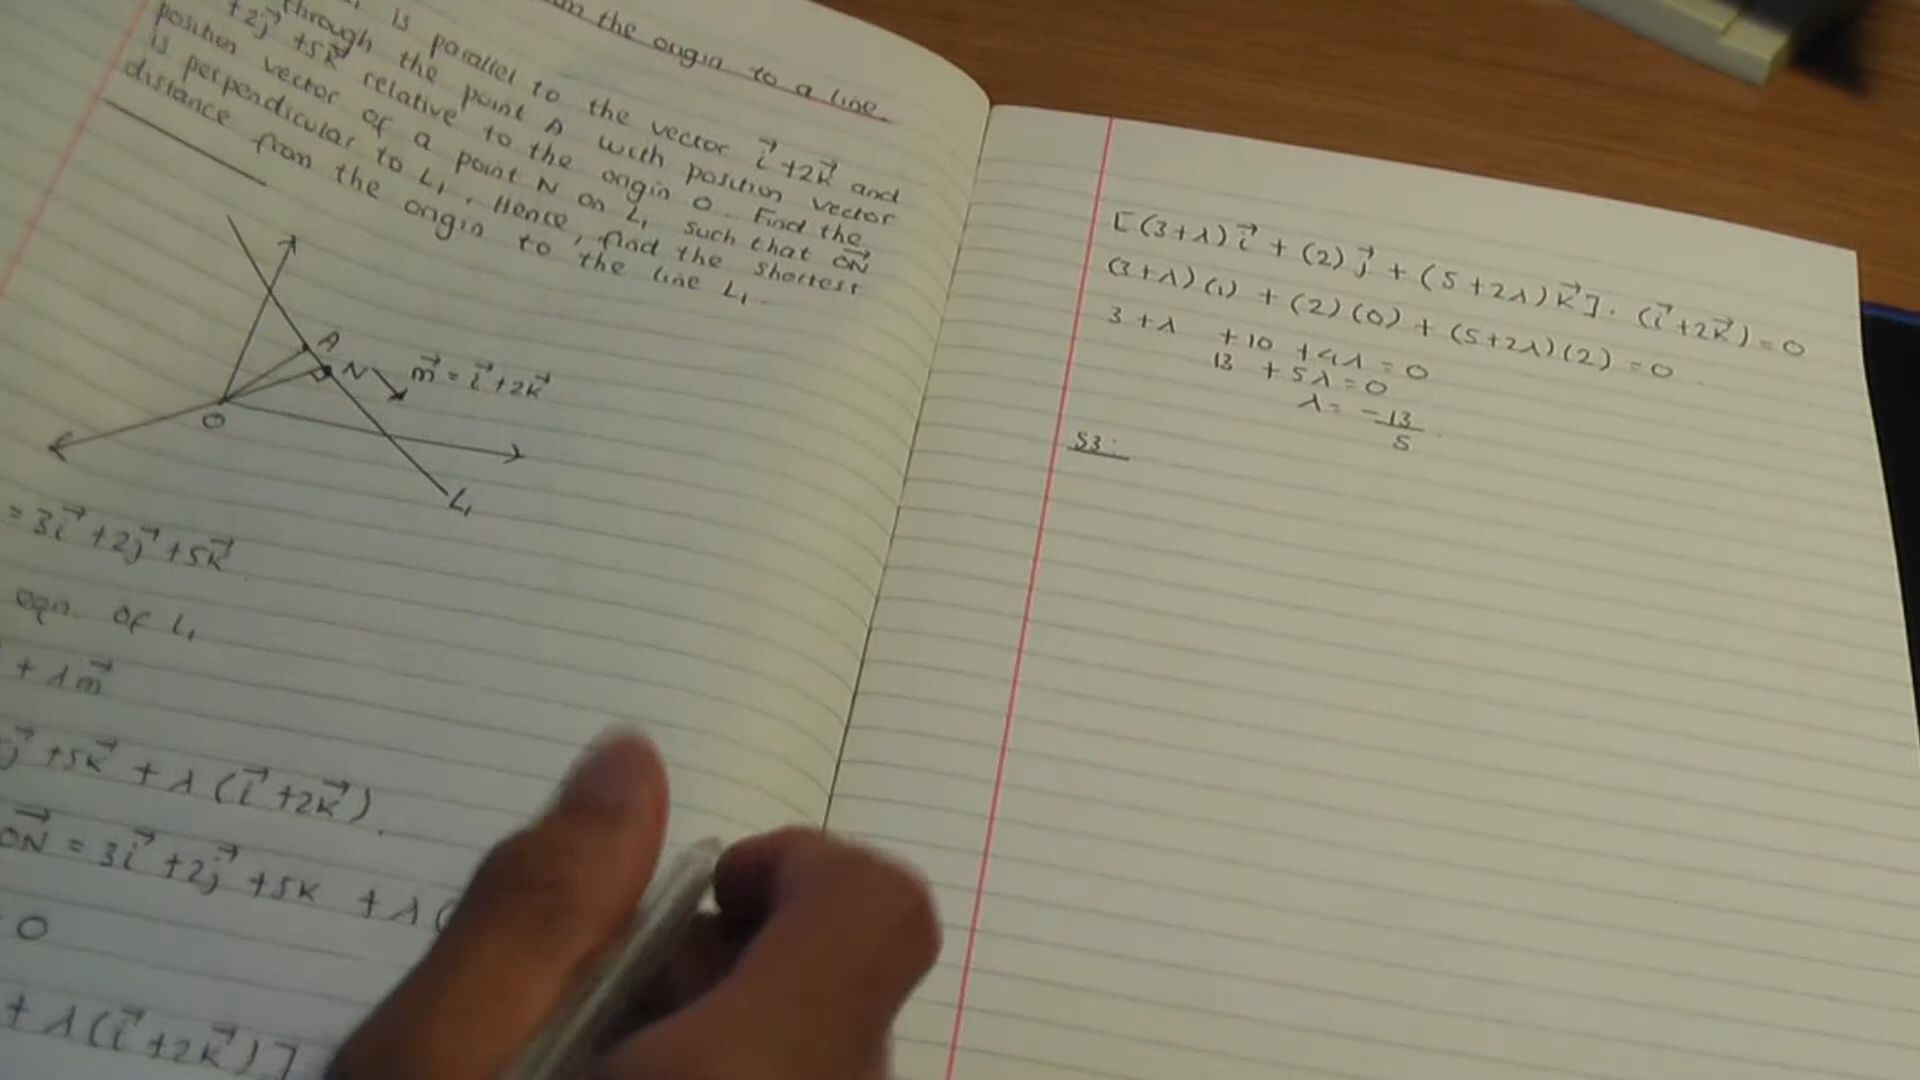 the origin to a line.
is parallel to the vector i⃗ + 2k⃗ and
through the point A with position vector
+2j⃗ + 5k⃗ relative to the origin O. Find the
position vector of a point N on L₁ such that O͢N
is perpendicular to L₁. Hence, find the shortest
distance from the origin to the line L₁.
A
N
m⃗ = i⃗ + 2k⃗
O
L₁
= 3i⃗ + 2j⃗ + 5k⃗
eqn. of L₁
+ λm⃗
j⃗ + 5k⃗ + λ(i⃗ + 2k⃗).
O͢N = 3i⃗ + 2j⃗ + 5k + λ(
0
+ λ(i⃗ + 2k⃗)]
[(3+λ)i⃗ + (2)j⃗ + (5+2λ)k⃗] . (i⃗ + 2k⃗) = 0
(3+λ)(1) + (2)(0) + (5+2λ)(2) = 0
3 + λ + 10 + 4λ = 0
13 + 5λ = 0
λ = -13/5
S3: